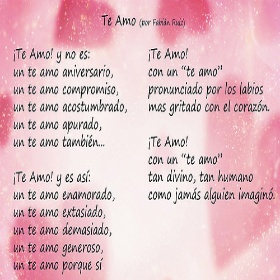 Te Amo (por Fabián Ruiz)
¡Te Amo! y no es:
un te amo aniversario,
un te amo compromiso,
un te amo acostumbrado,
un te amo apurado,
un te amo también...
¡Te Amo! y es así:
un te amo enamorado,
un te amo extasiado,
un te amo demasiado,
un te amo generoso,
un te amo porque sí
¡Te Amo!
con un “te amo”
pronunciado por los labios
mas gritado con el corazón.
¡Te Amo!
con un “te amo”
tan divino, tan humano
como jamás alguien imaginó.